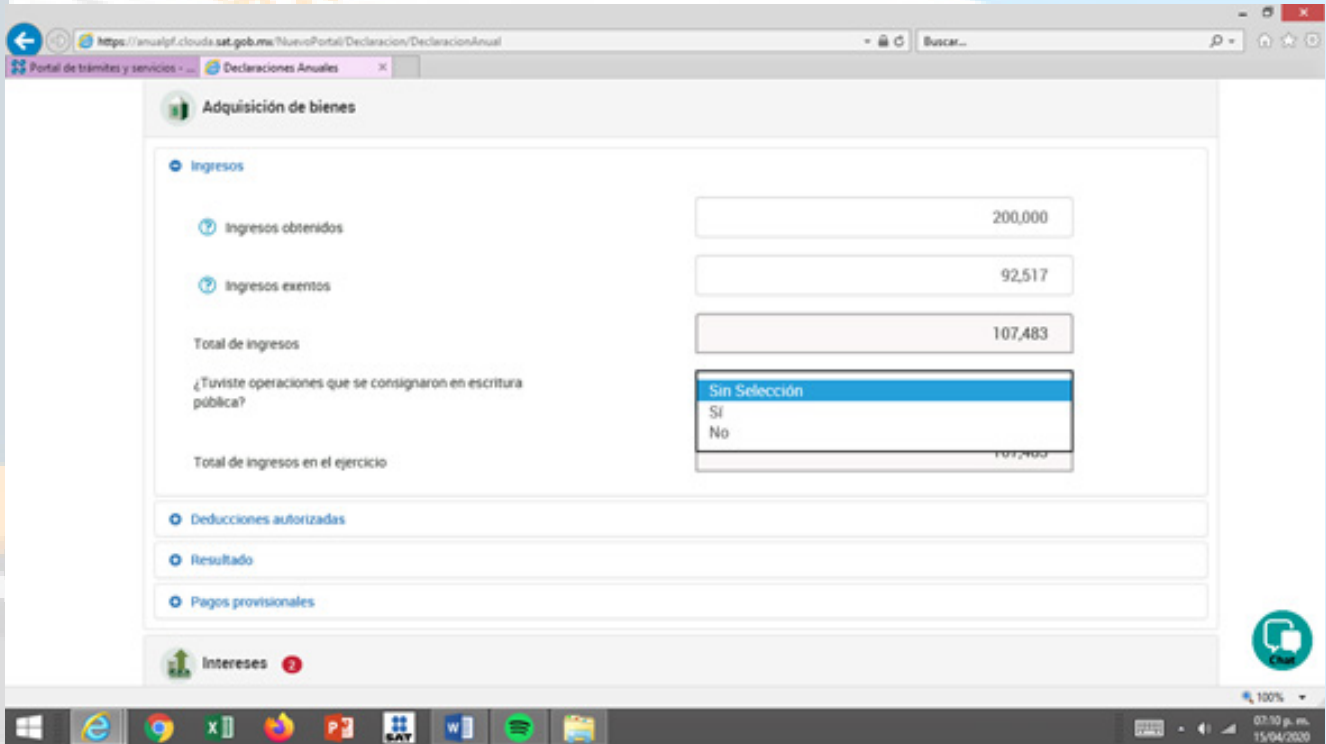 https://anualpf.clouda.sat.gob.mx/NuevoPortal/Declaracion/DeclaracionAnual
Buscar...
Portal de trámites y servicios - ...
Declaraciones Anuales
Adquisición de bienes
Ingresos
Ingresos obtenidos
200,000
Ingresos exentos
92,517
Total de ingresos
107,483
¿Tuviste operaciones que se consignaron en escritura
pública?
Sin Selección
Sí
No
Total de ingresos en el ejercicio
107,483
Deducciones autorizadas
Resultado
Pagos provisionales
Intereses 2
Chat
100%
SAT
07:10 p. m.
15/04/2020